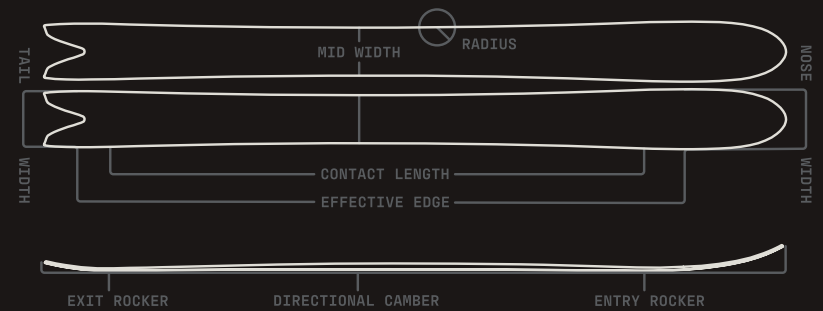 MID WIDTH
RADIUS
TAIL
NOSE
WIDTH
WIDTH
CONTACT LENGTH
EFFECTIVE EDGE
EXIT ROCKER
DIRECTIONAL CAMBER
ENTRY ROCKER